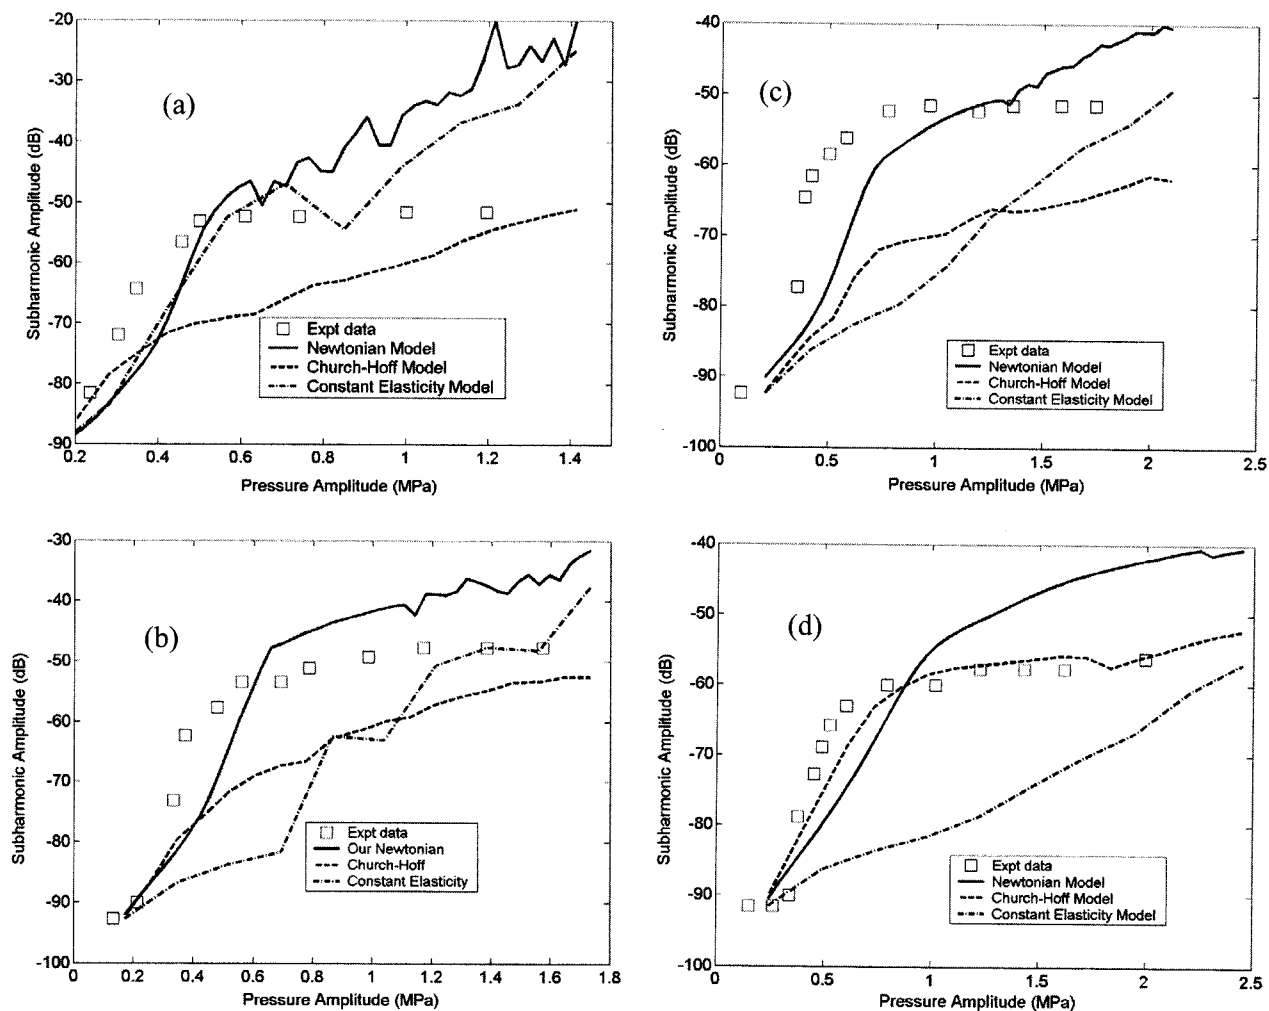 -20
-30
-40
-50
-60
-70
-80
-90
Subharmonic Amplitude (dB)
(a)
Expt data
Newtonian Model
Church-Hoff Model
Constant Elasticity Model
0.2 0.4 0.6 0.8 1 1.2 1.4
Pressure Amplitude (MPa)
-40
-50
-60
-70
-80
-90
-100
Subnarmonic Amplitude (dB)
(c)
Expt data
Newtonian Model
Church-Hoff Model
Constant Elasticity Model
0 0.5 1 1.5 2 2.5
Pressure Amplitude (MPa)
-30
-40
-50
-60
-70
-80
-90
-100
Subharmonic Amplitude (dB)
(b)
Expt data
Our Newtonian
Church-Hoff
Constant Elasticity
0 0.2 0.4 0.6 0.8 1 1.2 1.4 1.6 1.8
Pressure Amplitude (MPa)
-40
-50
-60
-70
-80
-90
-100
Subharmonic Amplitude (dB)
(d)
Expt data
Newtonian Model
Church-Hoff Model
Constant Elasticity Model
0 0.5 1 1.5 2 2.5
Pressure Amplitude (MPa)